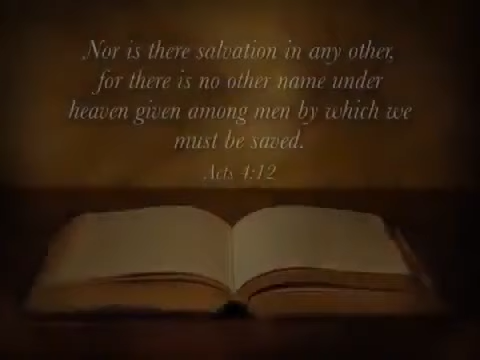 Nor is there salvation in any other,
for there is no other name under
heaven given among men by which we
must be saved.
Acts 4:12